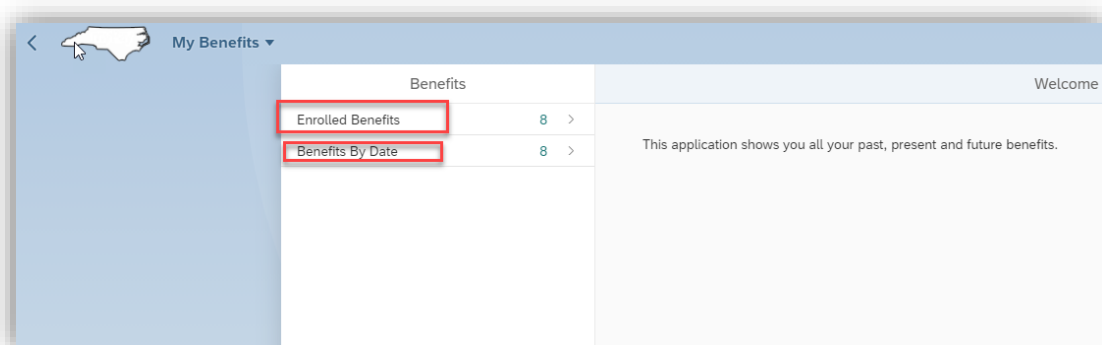 My Benefits
Benefits
Welcome
Enrolled Benefits 8
Benefits By Date 8
This application shows you all your past, present and future benefits.